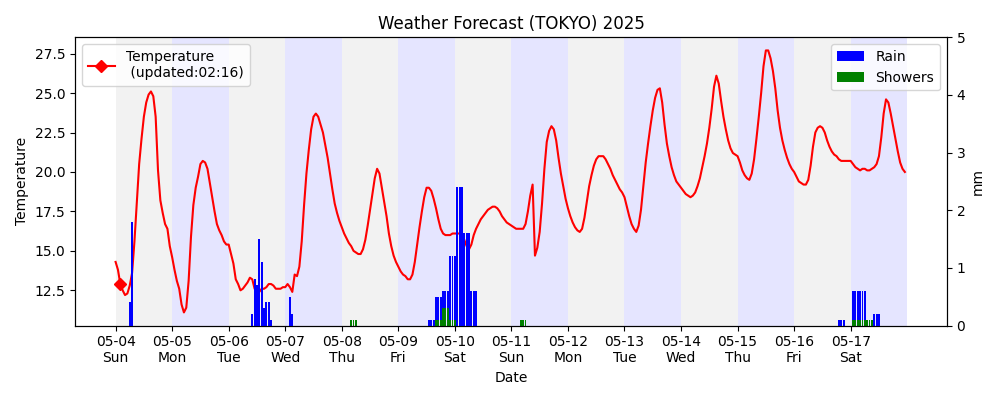 Weather Forecast (TOKYO) 2025
Temperature
(updated:02:16)
Rain
Showers
27.5
25.0
22.5
20.0
17.5
15.0
12.5
Temperature
5
4
3
2
1
0
mm
05-04 05-05 05-06 05-07 05-08 05-09 05-10 05-11 05-12 05-13 05-14 05-15 05-16 05-17
Sun Mon Tue Wed Thu Fri Sat Sun Mon Tue Wed Thu Fri Sat
Date